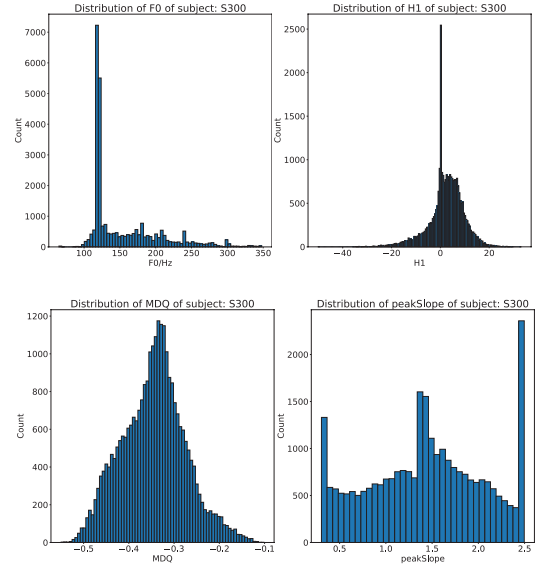 Distribution of F0 of subject: S300
7000
6000
5000
4000
3000
2000
1000
0
Count
100 150 200 250 300 350
F0/Hz
Distribution of H1 of subject: S300
2500
2000
1500
1000
500
0
Count
−40 −20 0 20
H1
Distribution of MDQ of subject: S300
1200
1000
800
600
400
200
0
Count
−0.5 −0.4 −0.3 −0.2 −0.1
MDQ
Distribution of peakSlope of subject: S300
2000
1500
1000
500
0
Count
0.5 1.0 1.5 2.0 2.5
peakSlope